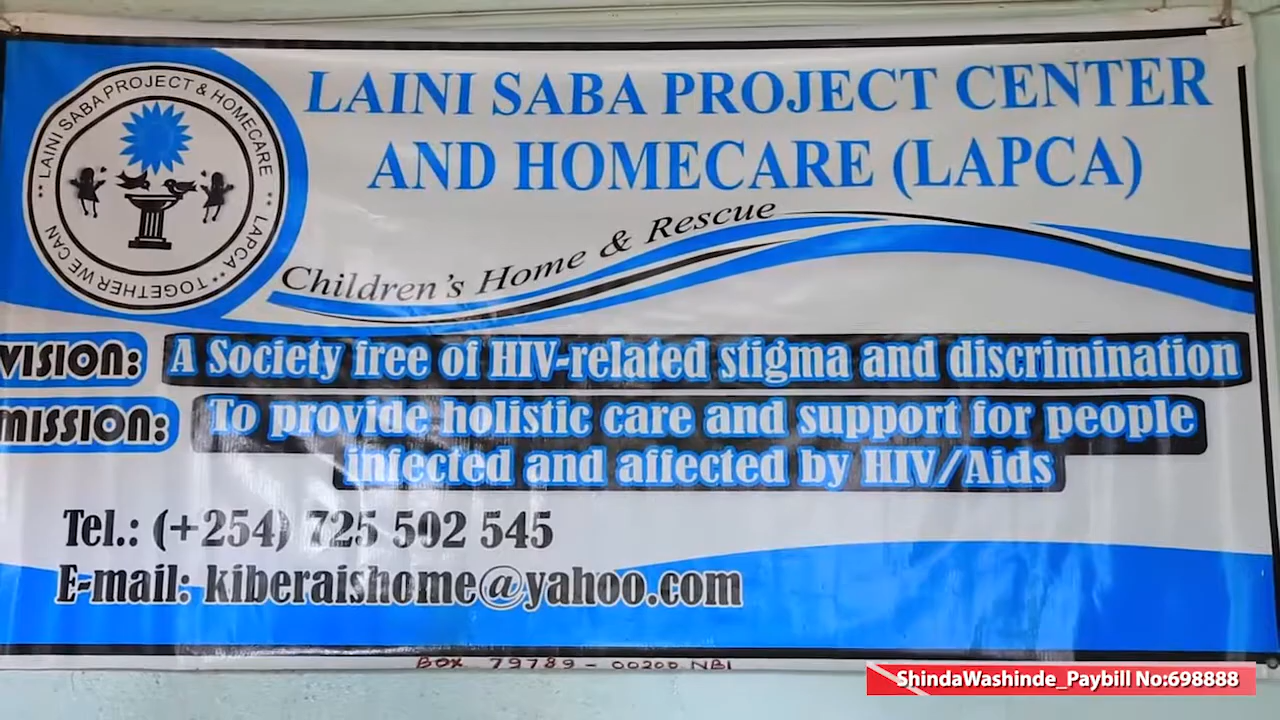 LAINI SABA PROJECT & HOMECARE
** LAPCA ** TOGETHER WE CAN **
LAINI SABA PROJECT CENTER
AND HOMECARE (LAPCA)
Children's Home & Rescue
VISION: A Society free of HIV-related stigma and discrimination
MISSION: To provide holistic care and support for people
infected and affected by HIV/Aids
Tel.: (+254) 725 502 545
E-mail: kiberaishome@yahoo.com
BOX 79789 - 00200 NBI
ShindaWashinde_Paybill No:698888